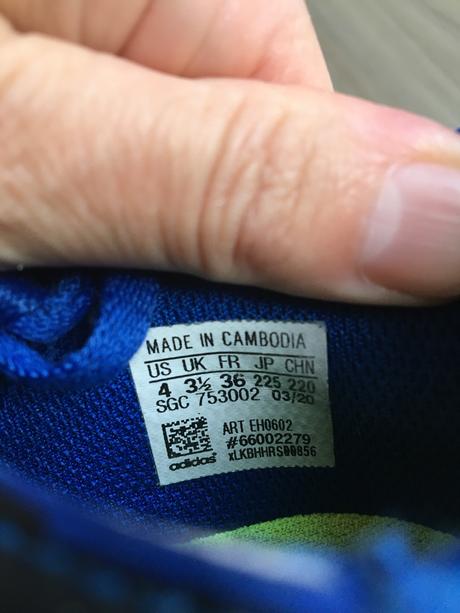 MADE IN CAMBODIA
US UK FR JP CHN
4 3½ 36 225 220
SGC 753002 03/20
ART EH0602
#66002279
xLKBHHRS00856
adidas